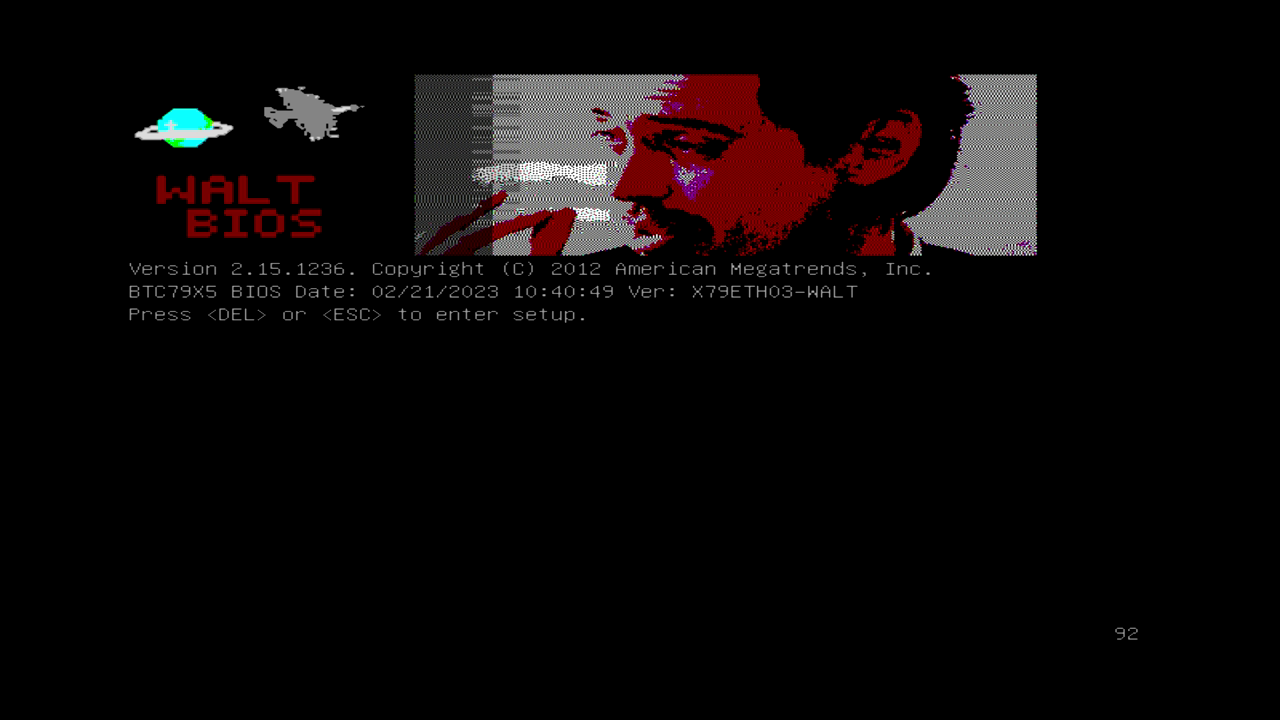 WALT
BIOS
Version 2.15.1236. Copyright (C) 2012 American Megatrends, Inc.
BTC79X5 BIOS Date: 02/21/2023 10:40:49 Ver: X79ETH03-WALT
Press <DEL> or <ESC> to enter setup.
92